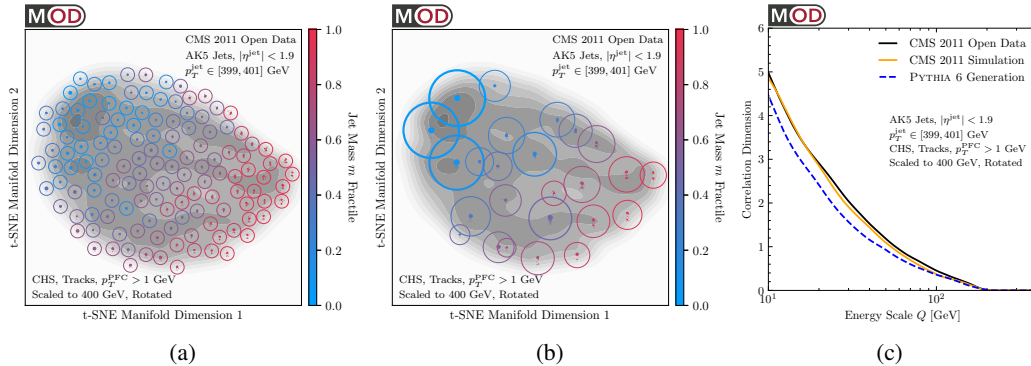 MOD
CMS 2011 Open Data
AK5 Jets, |η^jet| < 1.9
p_T^jet ∈ [399, 401] GeV
t-SNE Manifold Dimension 2
CHS, Tracks, p_T^PFC > 1 GeV
Scaled to 400 GeV, Rotated
t-SNE Manifold Dimension 1
1.0
0.8
0.6
0.4
0.2
0.0
Jet Mass m Fractile
(a)
MOD
CMS 2011 Open Data
AK5 Jets, |η^jet| < 1.9
p_T^jet ∈ [399, 401] GeV
t-SNE Manifold Dimension 2
CHS, Tracks, p_T^PFC > 1 GeV
Scaled to 400 GeV, Rotated
t-SNE Manifold Dimension 1
1.0
0.8
0.6
0.4
0.2
0.0
Jet Mass m Fractile
(b)
MOD
CMS 2011 Open Data
CMS 2011 Simulation
PYTHIA 6 Generation
AK5 Jets, |η^jet| < 1.9
p_T^jet ∈ [399, 401] GeV
CHS, Tracks, p_T^PFC > 1 GeV
Scaled to 400 GeV, Rotated
Correlation Dimension
6
5
4
3
2
1
0
10^1
10^2
Energy Scale Q [GeV]
(c)